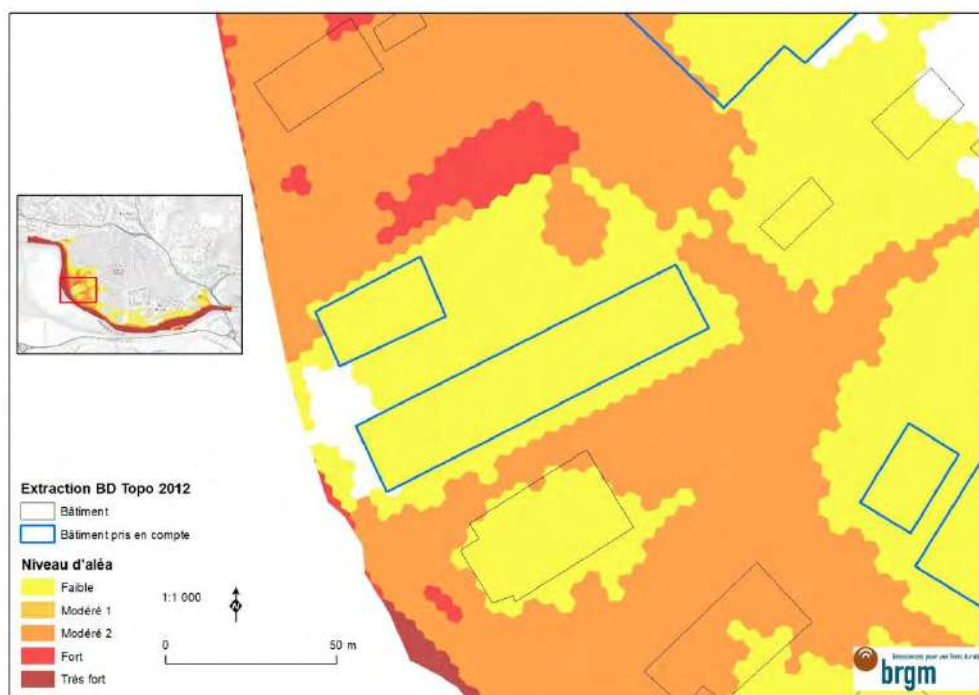 Extraction BD Topo 2012
Bâtiment
Bâtiment pris en compte
Niveau d'aléa
Faible
Modéré 1
Modéré 2
Fort
Très fort
1:1 000
N
0 50 m
brgm